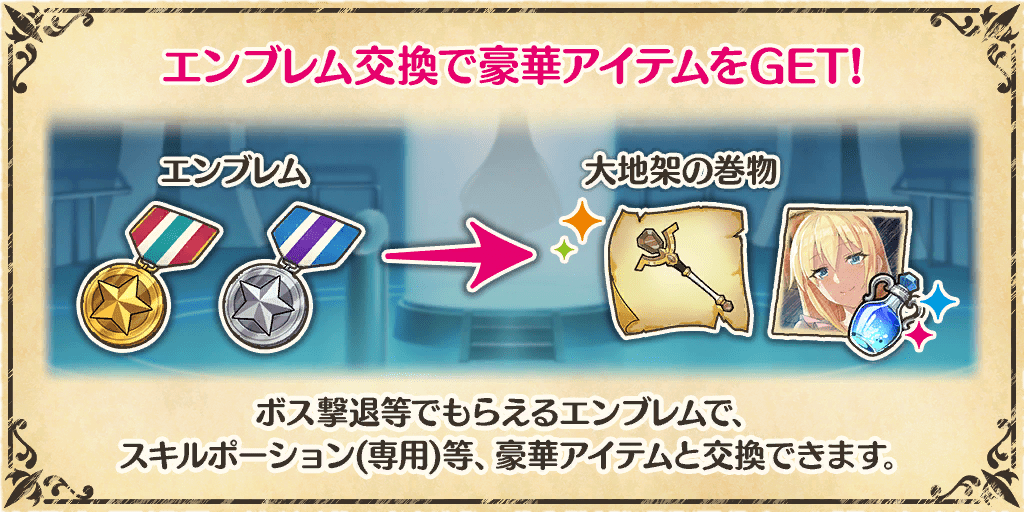 エンブレム交換で豪華アイテムをGET!
エンブレム
大地架の巻物
ボス撃退等でもらえるエンブレムで、
スキルポーション(専用)等、豪華アイテムと交換できます。